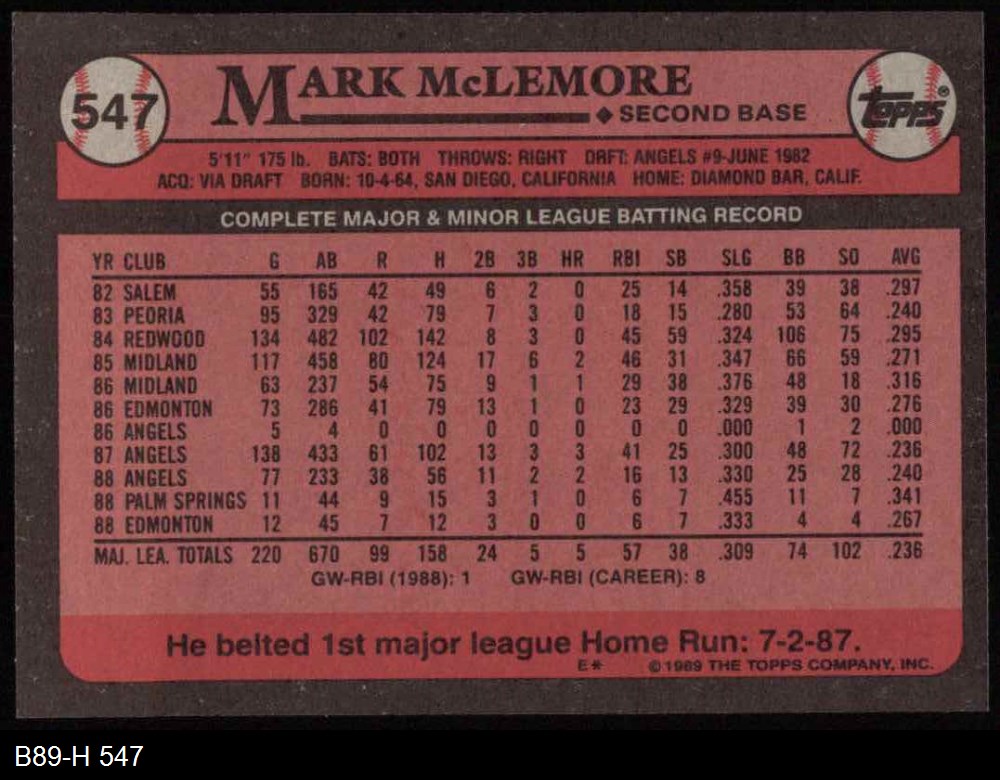 547
MARK McLEMORE
◆ SECOND BASE
topps®
5'11" 175 lb. BATS: BOTH THROWS: RIGHT DRFT: ANGELS #9-JUNE 1982
ACQ: VIA DRAFT BORN: 10-4-64, SAN DIEGO, CALIFORNIA HOME: DIAMOND BAR, CALIF.
COMPLETE MAJOR & MINOR LEAGUE BATTING RECORD
YR CLUB G AB R H 2B 3B HR RBI SB SLG BB SO AVG
82 SALEM 55 165 42 49 6 2 0 25 14 .358 39 38 .297
83 PEORIA 95 329 42 79 7 3 0 18 15 .280 53 64 .240
84 REDWOOD 134 482 102 142 8 3 0 45 59 .324 106 75 .295
85 MIDLAND 117 458 80 124 17 6 2 46 31 .347 66 59 .271
86 MIDLAND 63 237 54 75 9 1 1 29 38 .376 48 18 .316
86 EDMONTON 73 286 41 79 13 1 0 23 29 .329 39 30 .276
86 ANGELS 5 4 0 0 0 0 0 0 0 .000 1 2 .000
87 ANGELS 138 433 61 102 13 3 3 41 25 .300 48 72 .236
88 ANGELS 77 233 38 56 11 2 2 16 13 .330 25 28 .240
88 PALM SPRINGS 11 44 9 15 3 1 0 6 7 .455 11 7 .341
88 EDMONTON 12 45 7 12 3 0 0 6 7 .333 4 4 .267
MAJ. LEA. TOTALS 220 670 99 158 24 5 5 57 38 .309 74 102 .236
GW-RBI (1988): 1 GW-RBI (CAREER): 8
He belted 1st major league Home Run: 7-2-87.
E* ©1989 THE TOPPS COMPANY, INC.
B89-H 547